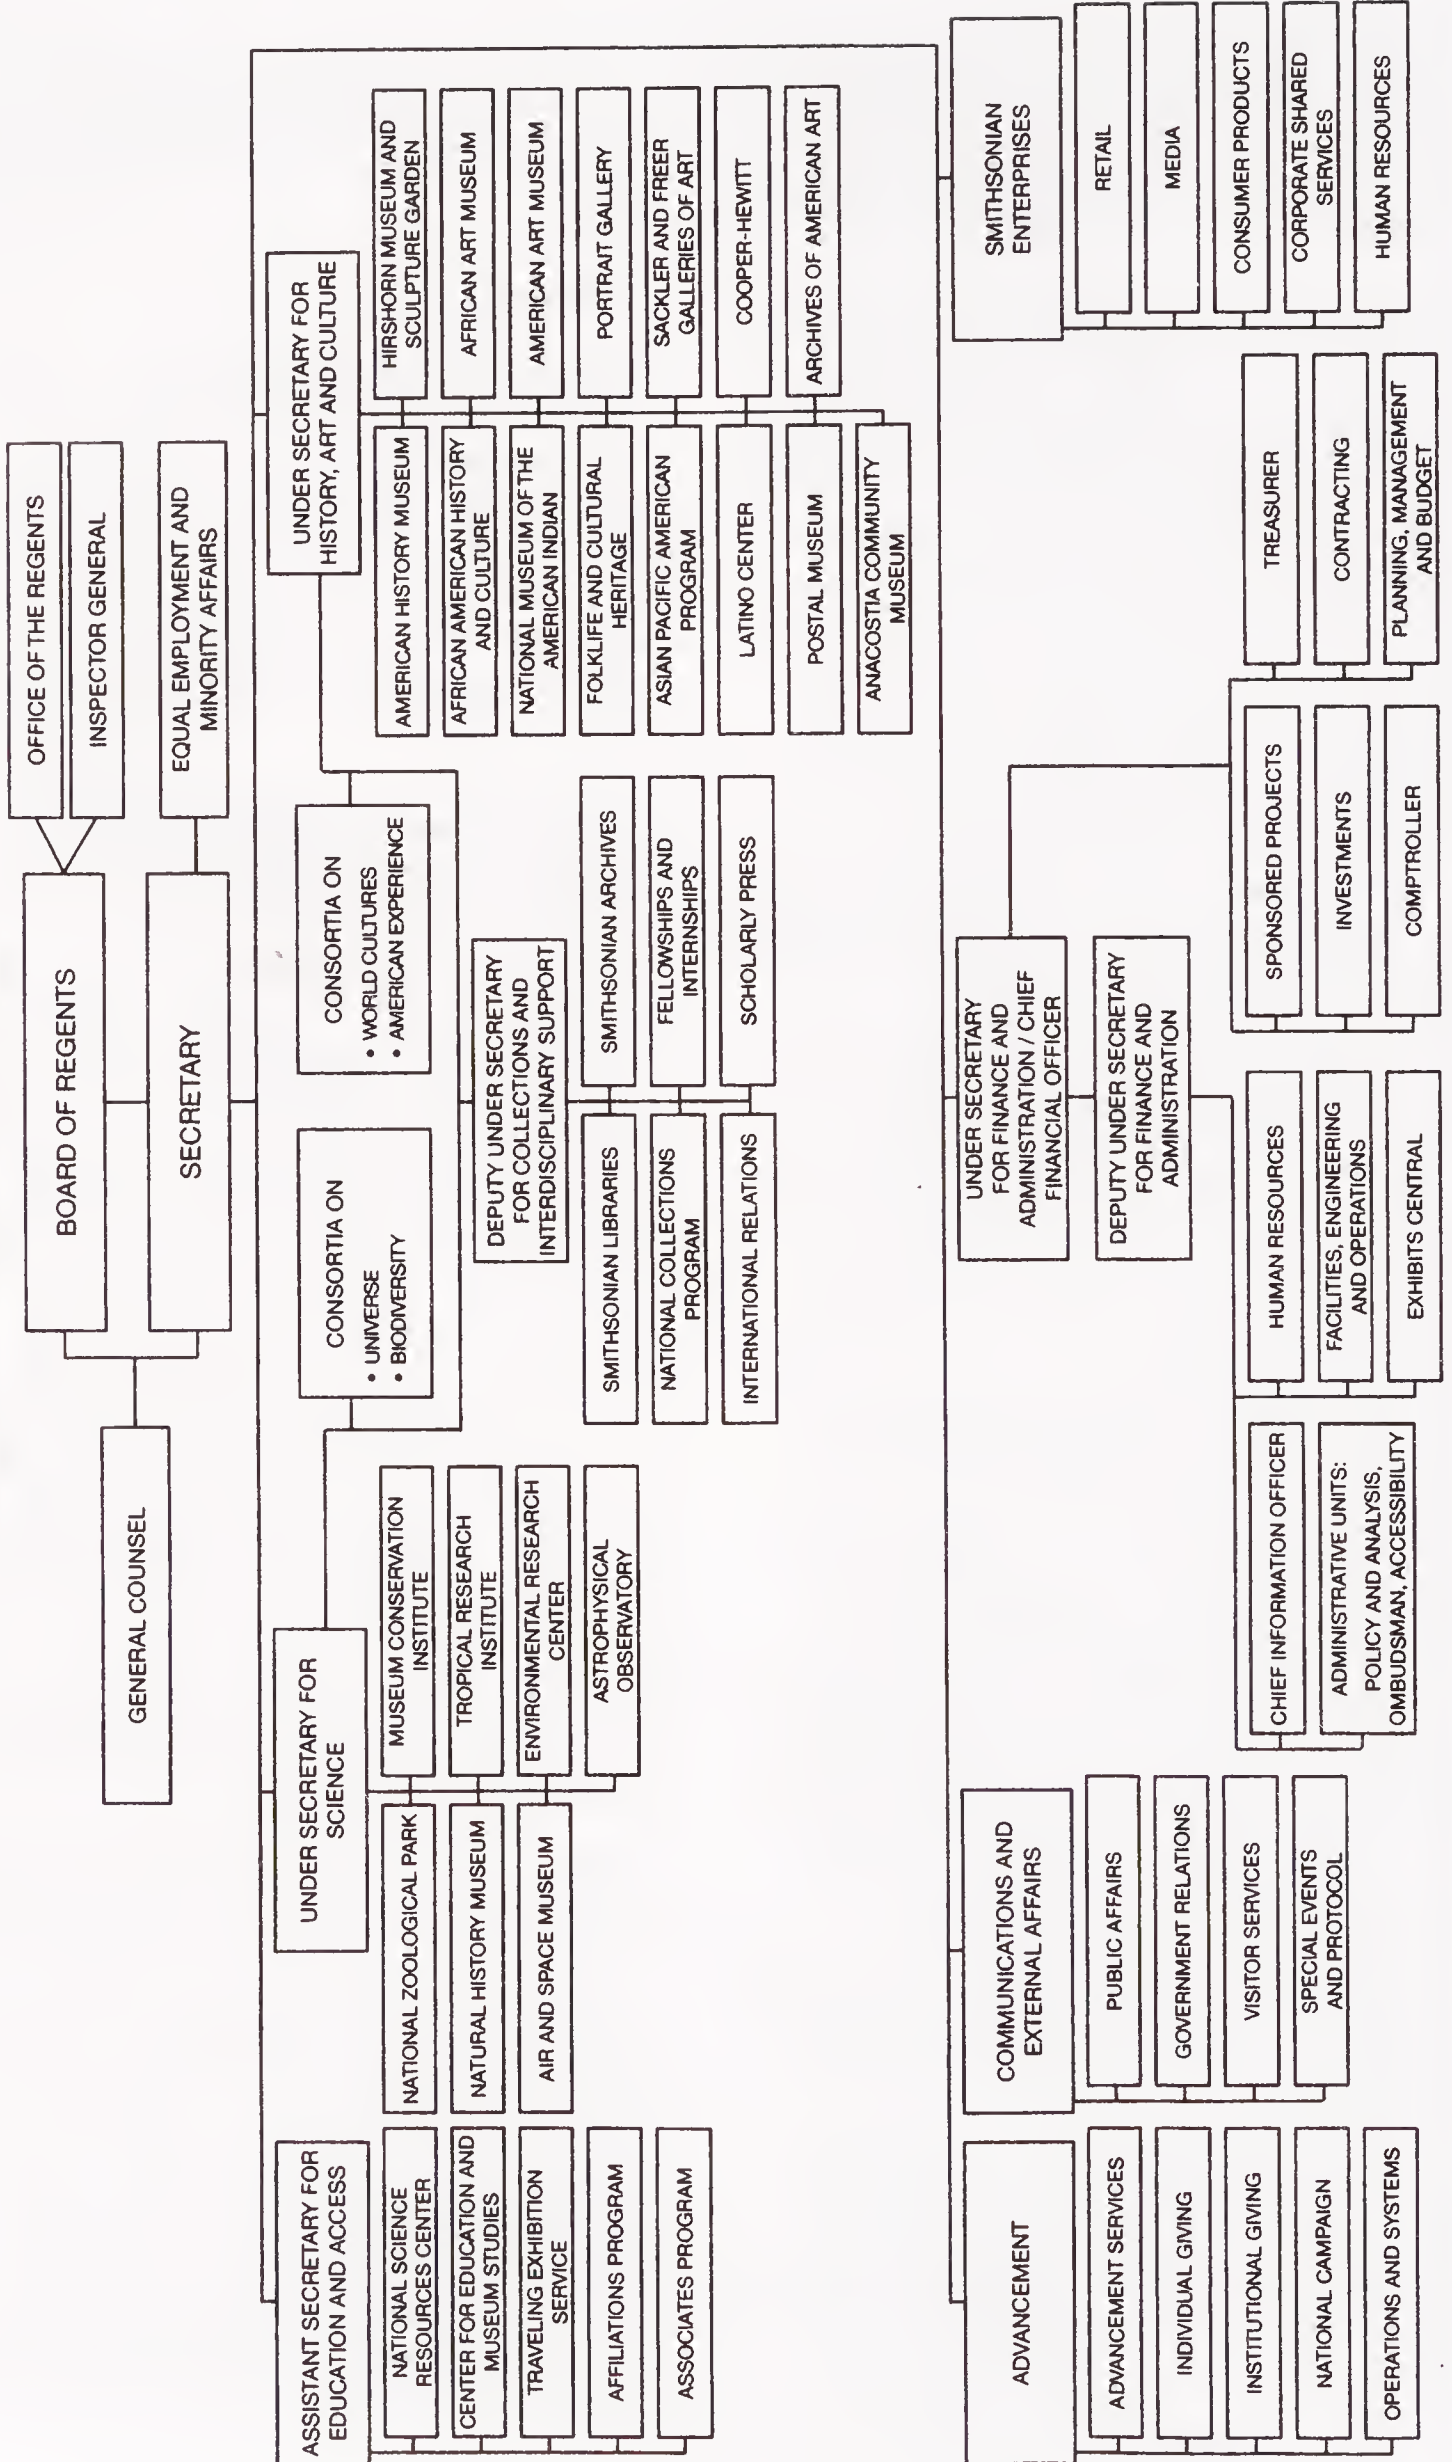 OFFICE OF THE REGENTS
INSPECTOR GENERAL
BOARD OF REGENTS
GENERAL COUNSEL
SECRETARY
EQUAL EMPLOYMENT AND
MINORITY AFFAIRS
ASSISTANT SECRETARY FOR
EDUCATION AND ACCESS
NATIONAL SCIENCE
RESOURCES CENTER
CENTER FOR EDUCATION AND
MUSEUM STUDIES
TRAVELING EXHIBITION
SERVICE
AFFILIATIONS PROGRAM
ASSOCIATES PROGRAM
UNDER SECRETARY FOR
SCIENCE
NATIONAL ZOOLOGICAL PARK
NATURAL HISTORY MUSEUM
AIR AND SPACE MUSEUM
MUSEUM CONSERVATION
INSTITUTE
TROPICAL RESEARCH
INSTITUTE
ENVIRONMENTAL RESEARCH
CENTER
ASTROPHYSICAL
OBSERVATORY
CONSORTIA ON
• UNIVERSE
• BIODIVERSITY
CONSORTIA ON
• WORLD CULTURES
• AMERICAN EXPERIENCE
DEPUTY UNDER SECRETARY
FOR COLLECTIONS AND
INTERDISCIPLINARY SUPPORT
SMITHSONIAN LIBRARIES
NATIONAL COLLECTIONS
PROGRAM
INTERNATIONAL RELATIONS
SMITHSONIAN ARCHIVES
FELLOWSHIPS AND
INTERNSHIPS
SCHOLARLY PRESS
UNDER SECRETARY FOR
HISTORY, ART AND CULTURE
AMERICAN HISTORY MUSEUM
AFRICAN AMERICAN HISTORY
AND CULTURE
NATIONAL MUSEUM OF THE
AMERICAN INDIAN
FOLKLIFE AND CULTURAL
HERITAGE
ASIAN PACIFIC AMERICAN
PROGRAM
LATINO CENTER
POSTAL MUSEUM
ANACOSTIA COMMUNITY
MUSEUM
HIRSHORN MUSEUM AND
SCULPTURE GARDEN
AFRICAN ART MUSEUM
AMERICAN ART MUSEUM
PORTRAIT GALLERY
SACKLER AND FREER
GALLERIES OF ART
COOPER-HEWITT
ARCHIVES OF AMERICAN ART
ADVANCEMENT
ADVANCEMENT SERVICES
INDIVIDUAL GIVING
INSTITUTIONAL GIVING
NATIONAL CAMPAIGN
OPERATIONS AND SYSTEMS
COMMUNICATIONS AND
EXTERNAL AFFAIRS
PUBLIC AFFAIRS
GOVERNMENT RELATIONS
VISITOR SERVICES
SPECIAL EVENTS
AND PROTOCOL
UNDER SECRETARY
FOR FINANCE AND
ADMINISTRATION / CHIEF
FINANCIAL OFFICER
DEPUTY UNDER SECRETARY
FOR FINANCE AND
ADMINISTRATION
CHIEF INFORMATION OFFICER
ADMINISTRATIVE UNITS:
POLICY AND ANALYSIS,
OMBUDSMAN, ACCESSIBILITY
HUMAN RESOURCES
FACILITIES, ENGINEERING
AND OPERATIONS
EXHIBITS CENTRAL
SPONSORED PROJECTS
INVESTMENTS
COMPTROLLER
TREASURER
CONTRACTING
PLANNING, MANAGEMENT
AND BUDGET
SMITHSONIAN
ENTERPRISES
RETAIL
MEDIA
CONSUMER PRODUCTS
CORPORATE SHARED
SERVICES
HUMAN RESOURCES